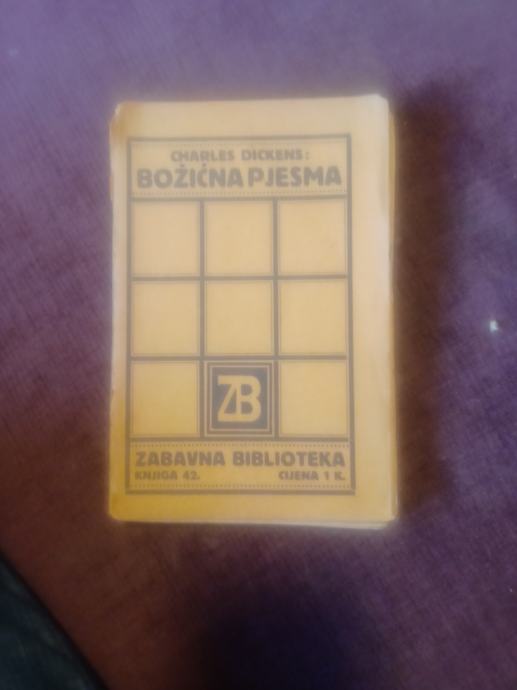 CHARLES DICKENS:
BOŽIĆNA PJESMA
ZB
ZABAVNA BIBLIOTEKA
KNJIGA 42. CIJENA 1 K.